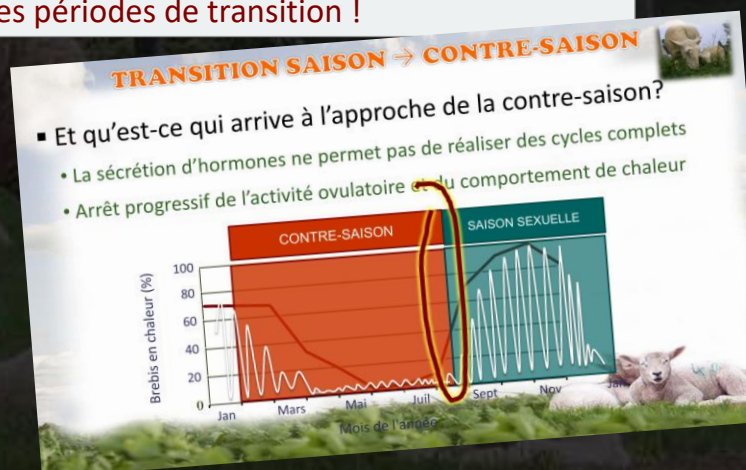 es périodes de transition !
TRANSITION SAISON → CONTRE-SAISON
▪ Et qu’est-ce qui arrive à l’approche de la contre-saison?
• La sécrétion d’hormones ne permet pas de réaliser des cycles complets
• Arrêt progressif de l’activité ovulatoire et du comportement de chaleur
CONTRE-SAISON
SAISON SEXUELLE
Brebis en chaleur (%)
100
80
60
40
20
0
Jan
Mars
Mai
Juil
Sept
Nov
Jan
Mois de l'année